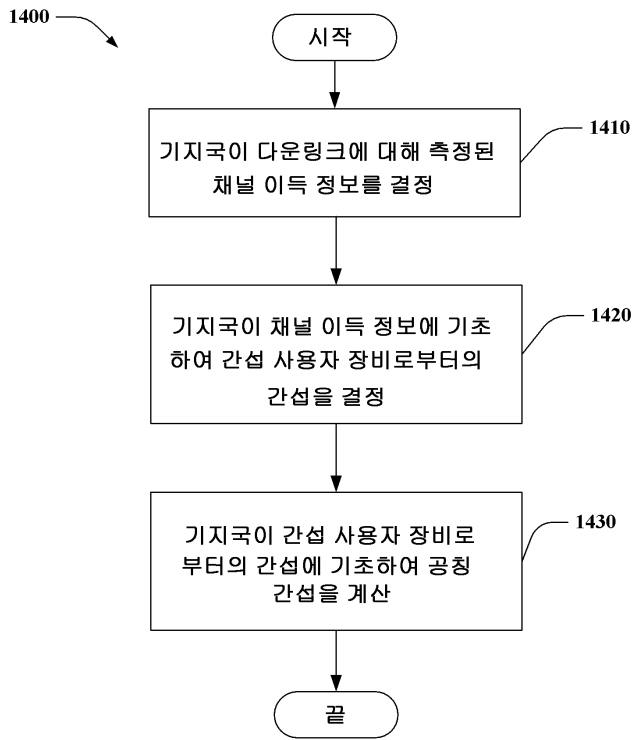 1400
시작
기지국이 다운링크에 대해 측정된
채널 이득 정보를 결정
1410
기지국이 채널 이득 정보에 기초
하여 간섭 사용자 장비로부터의
간섭을 결정
1420
기지국이 간섭 사용자 장비로
부터의 간섭에 기초하여 공칭
간섭을 계산
1430
끝